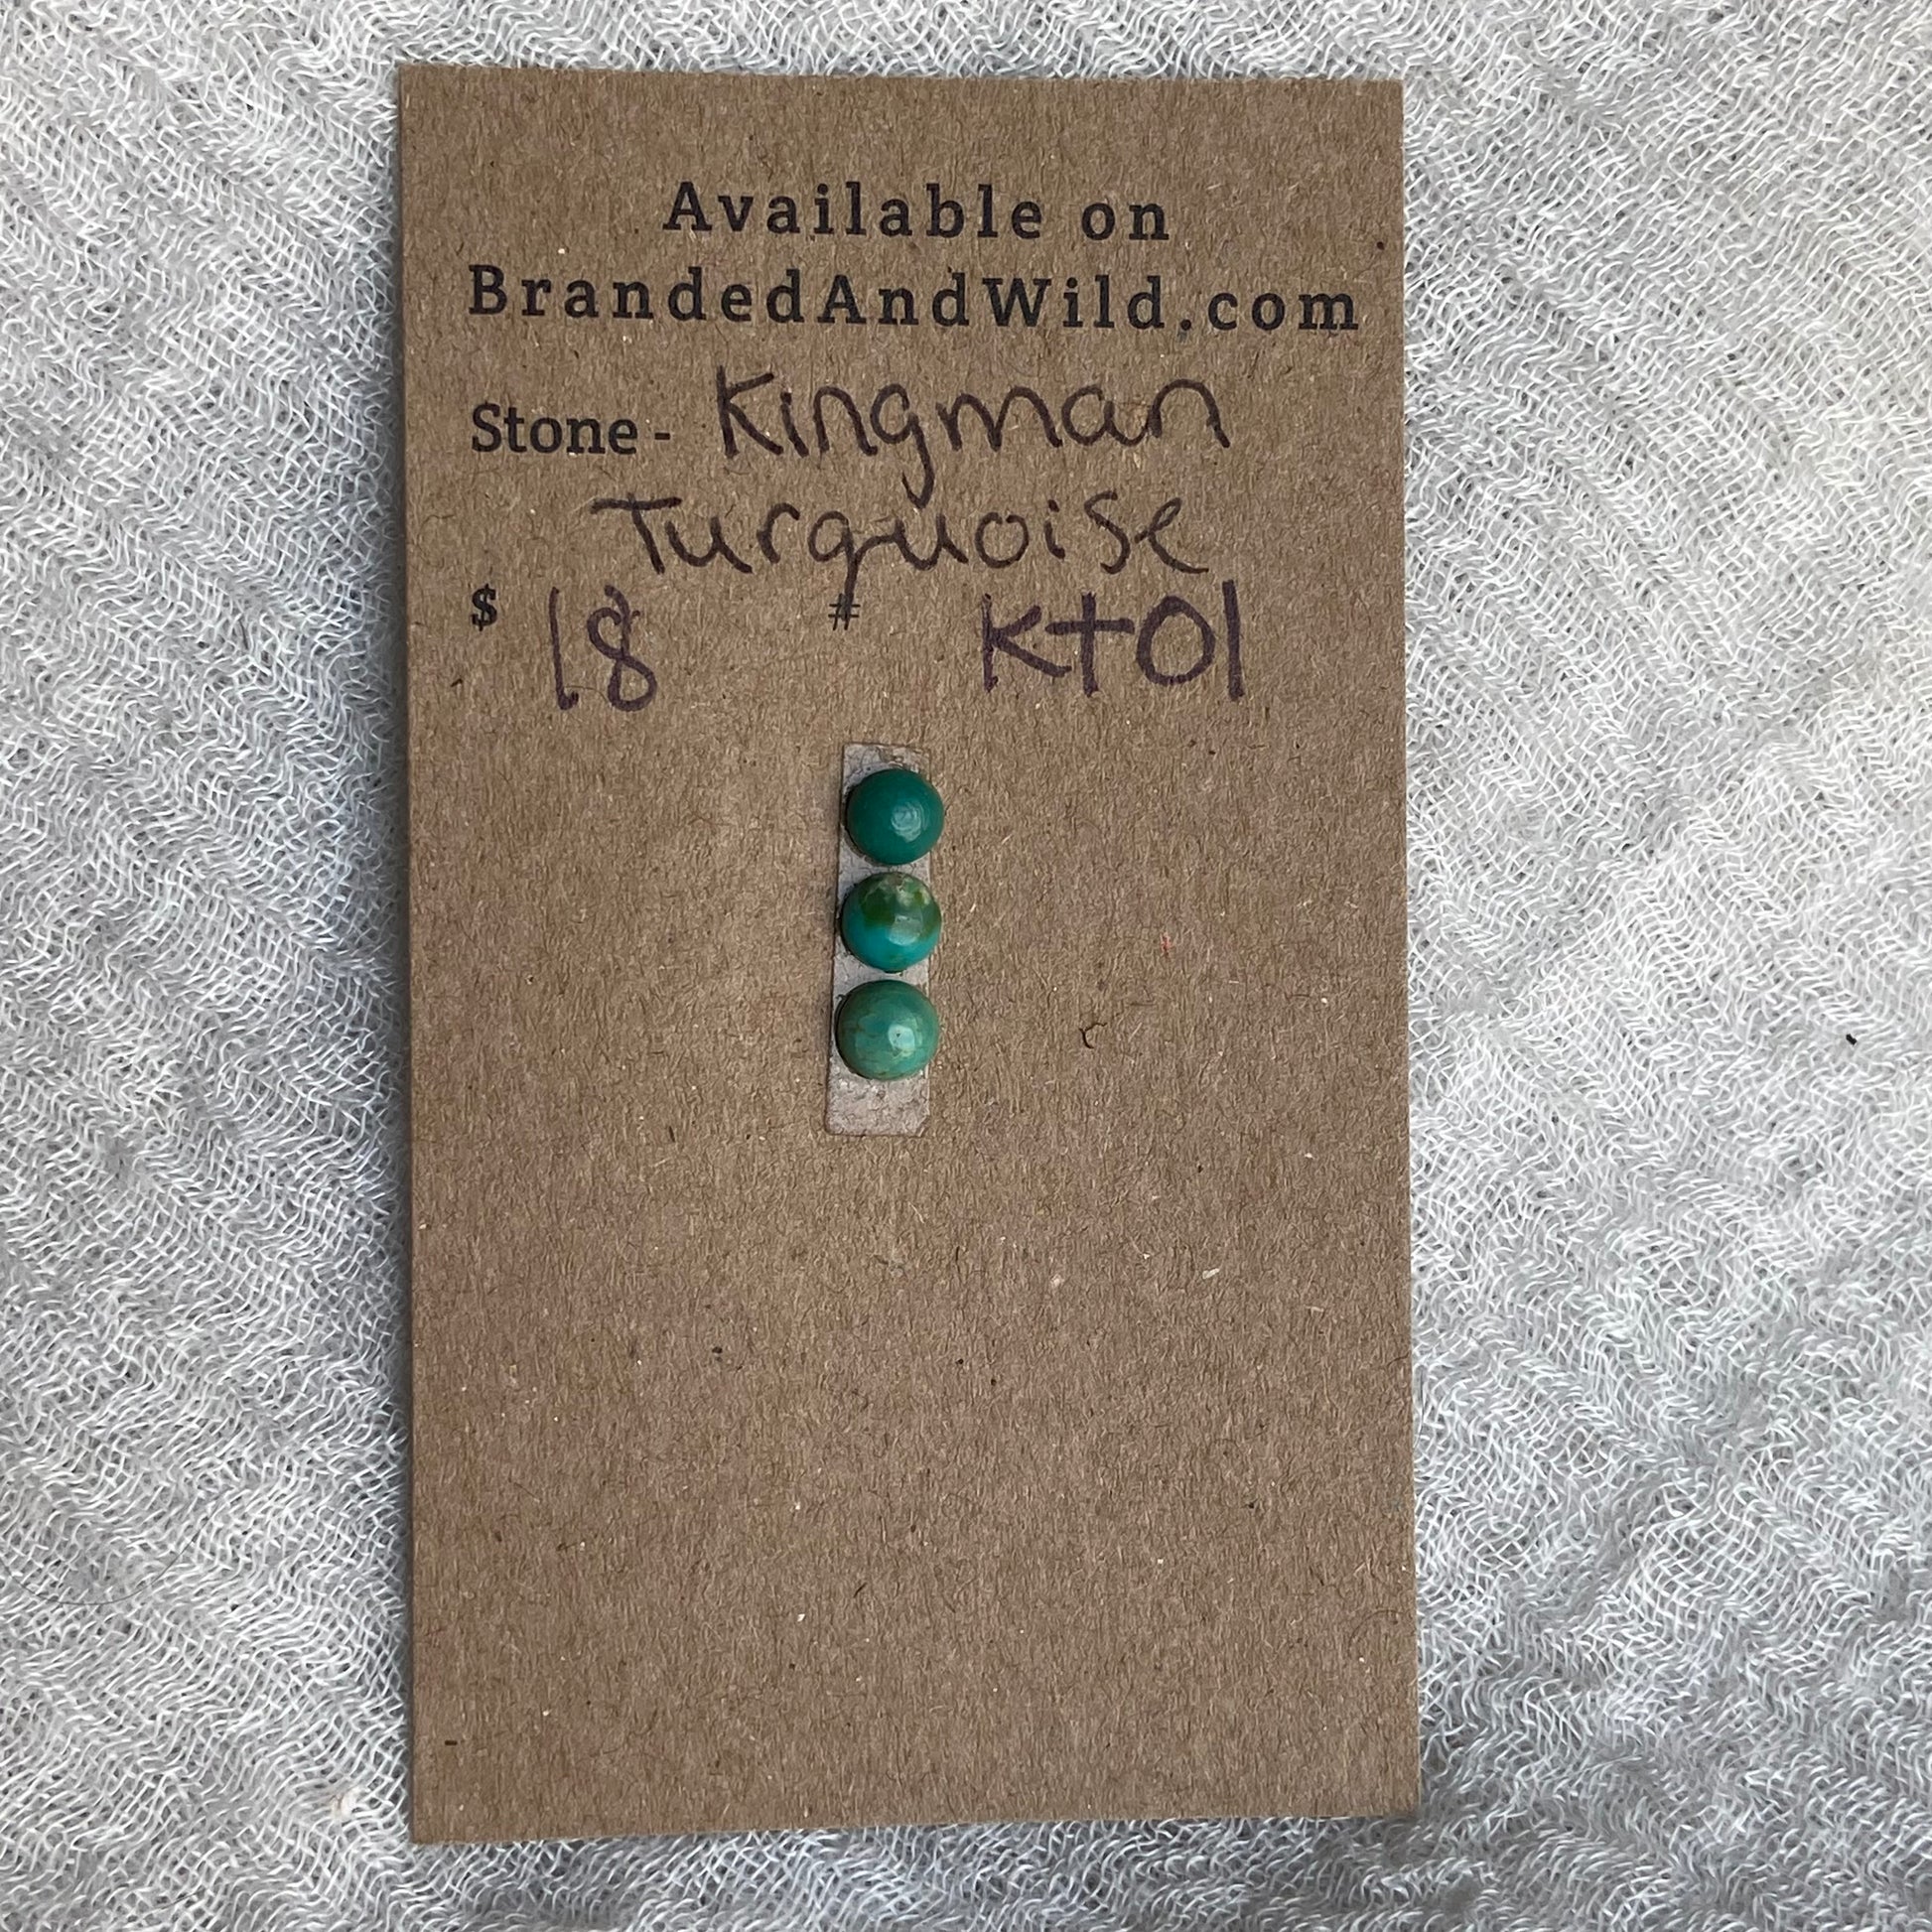 Available on
BrandedAndWild.com
Stone - Kingman
Turquoise
$ 18 # Kt01